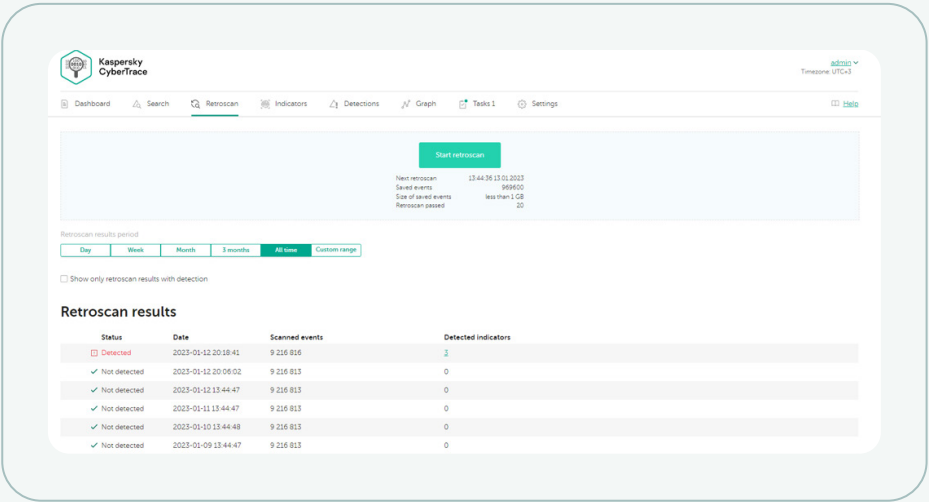 Kaspersky
CyberTrace
admin
Timezone: UTC+3
Dashboard Search Retroscan Indicators Detections Graph Tasks 1 Settings Help
Start retroscan
Next retroscan 13:44:36 13.01.2023
Saved events 969600
Size of saved events less than 1 GB
Retroscan passed 20
Retroscan results period
Day Week Month 3 months All time Custom range
Show only retroscan results with detection
Retroscan results
Status Date Scanned events Detected indicators
Detected 2023-01-12 20:18:41 9 216 816 3
Not detected 2023-01-12 20:06:02 9 216 813 0
Not detected 2023-01-12 13:44:47 9 216 813 0
Not detected 2023-01-11 13:44:47 9 216 813 0
Not detected 2023-01-10 13:44:48 9 216 813 0
Not detected 2023-01-09 13:44:47 9 216 813 0